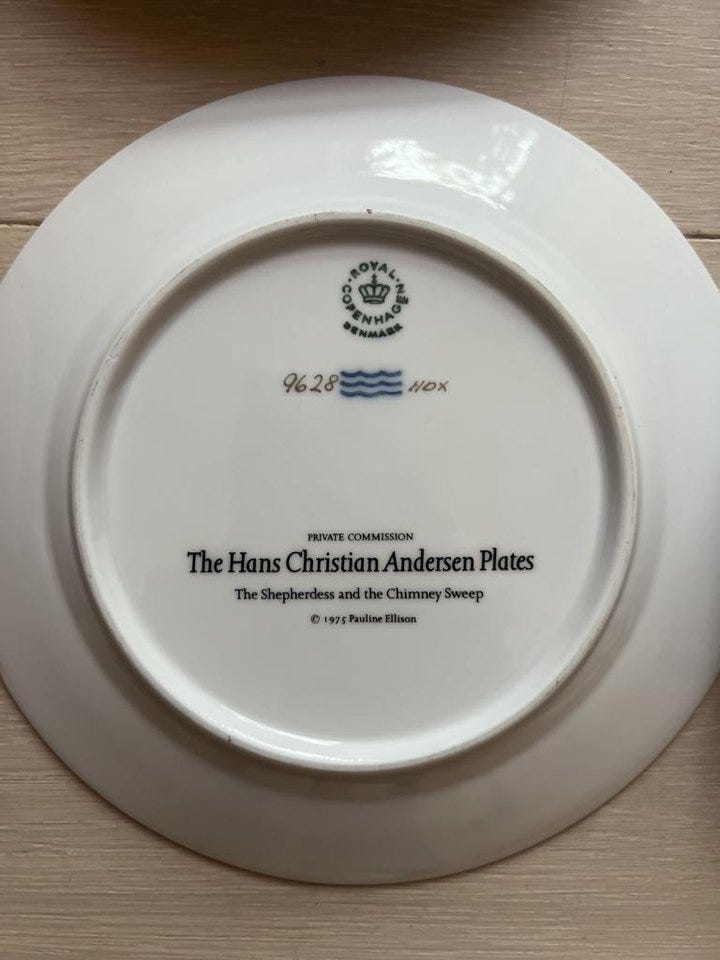 ROYAL
COPENHAGEN
DENMARK
9628 HDX
PRIVATE COMMISSION
The Hans Christian Andersen Plates
The Shepherdess and the Chimney Sweep
© 1975 Pauline Ellison